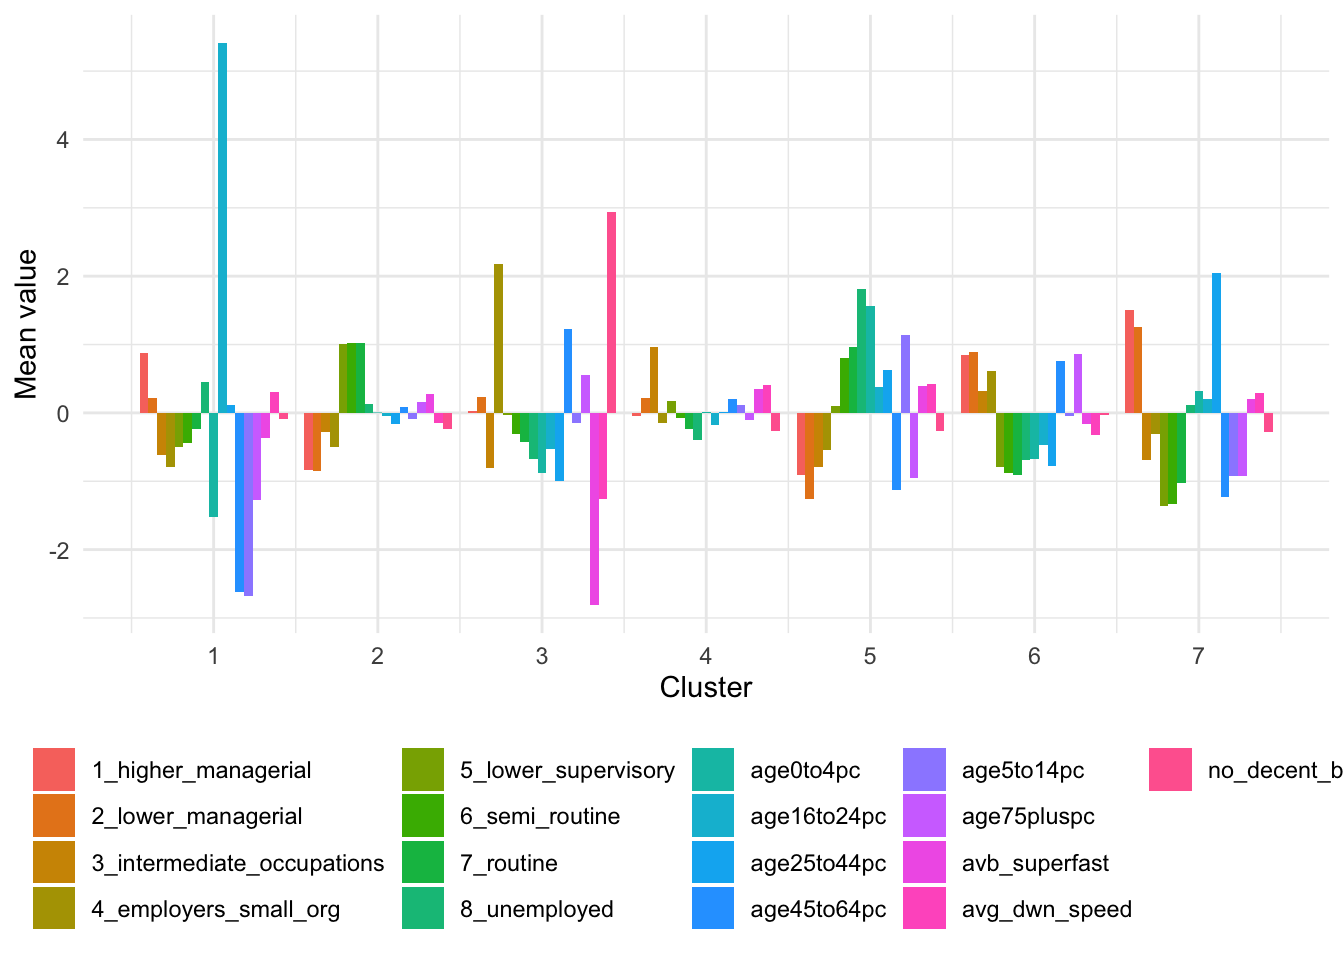 4
2
0
-2
Mean value
1 2 3 4 5 6 7
Cluster
1_higher_managerial
2_lower_managerial
3_intermediate_occupations
4_employers_small_org
5_lower_supervisory
6_semi_routine
7_routine
8_unemployed
age0to4pc
age16to24pc
age25to44pc
age45to64pc
age5to14pc
age75pluspc
avb_superfast
avg_dwn_speed
no_decent_b